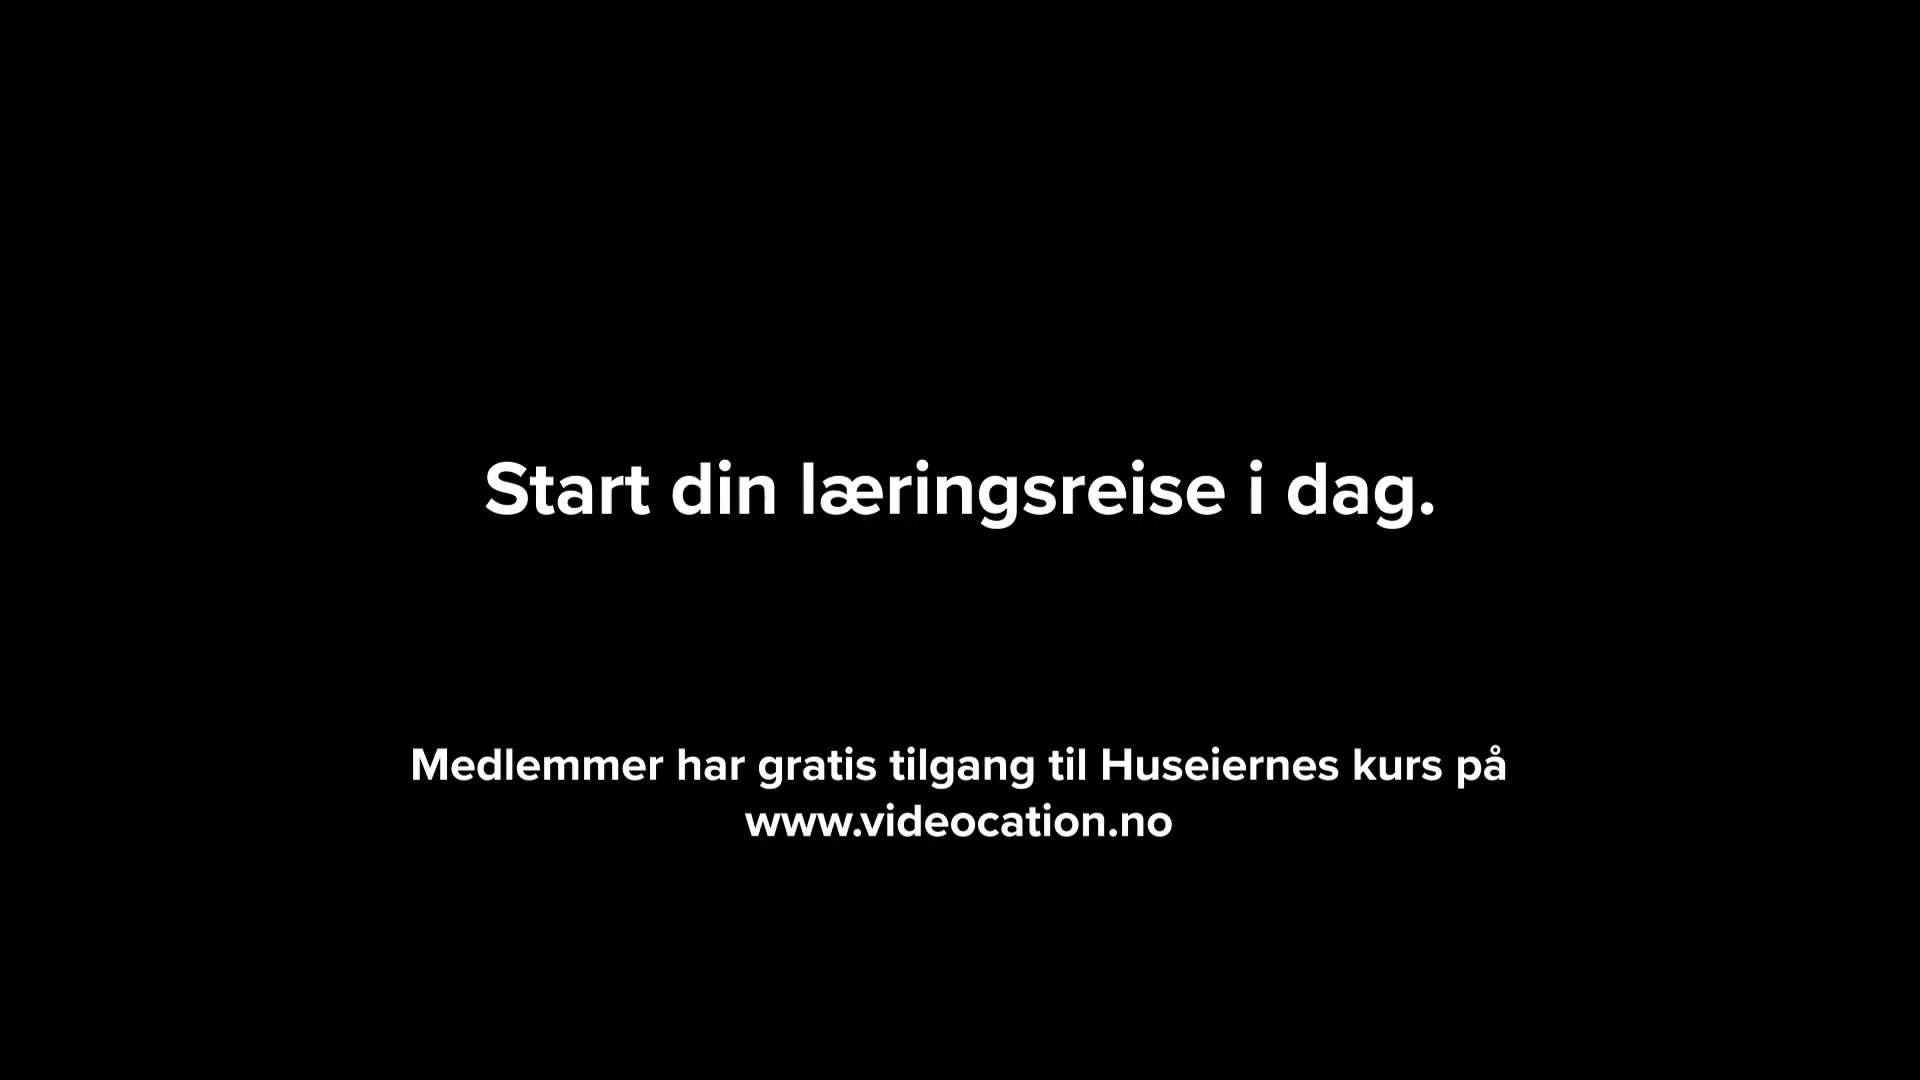 Start din læringsreise i dag.
Medlemmer har gratis tilgang til Huseiernes kurs på
www.videocation.no